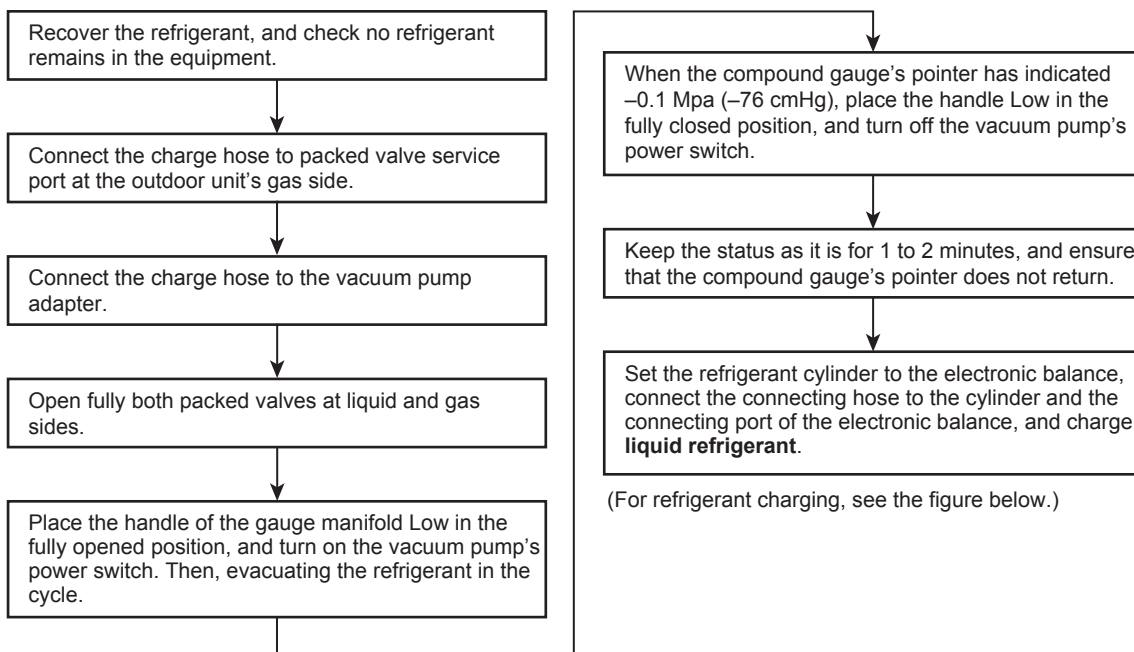 Recover the refrigerant, and check no refrigerant
remains in the equipment.
Connect the charge hose to packed valve service
port at the outdoor unit's gas side.
Connect the charge hose to the vacuum pump
adapter.
Open fully both packed valves at liquid and gas
sides.
Place the handle of the gauge manifold Low in the
fully opened position, and turn on the vacuum pump's
power switch. Then, evacuating the refrigerant in the
cycle.
When the compound gauge's pointer has indicated
–0.1 Mpa (–76 cmHg), place the handle Low in the
fully closed position, and turn off the vacuum pump's
power switch.
Keep the status as it is for 1 to 2 minutes, and ensure
that the compound gauge's pointer does not return.
Set the refrigerant cylinder to the electronic balance,
connect the connecting hose to the cylinder and the
connecting port of the electronic balance, and charge
liquid refrigerant.
(For refrigerant charging, see the figure below.)